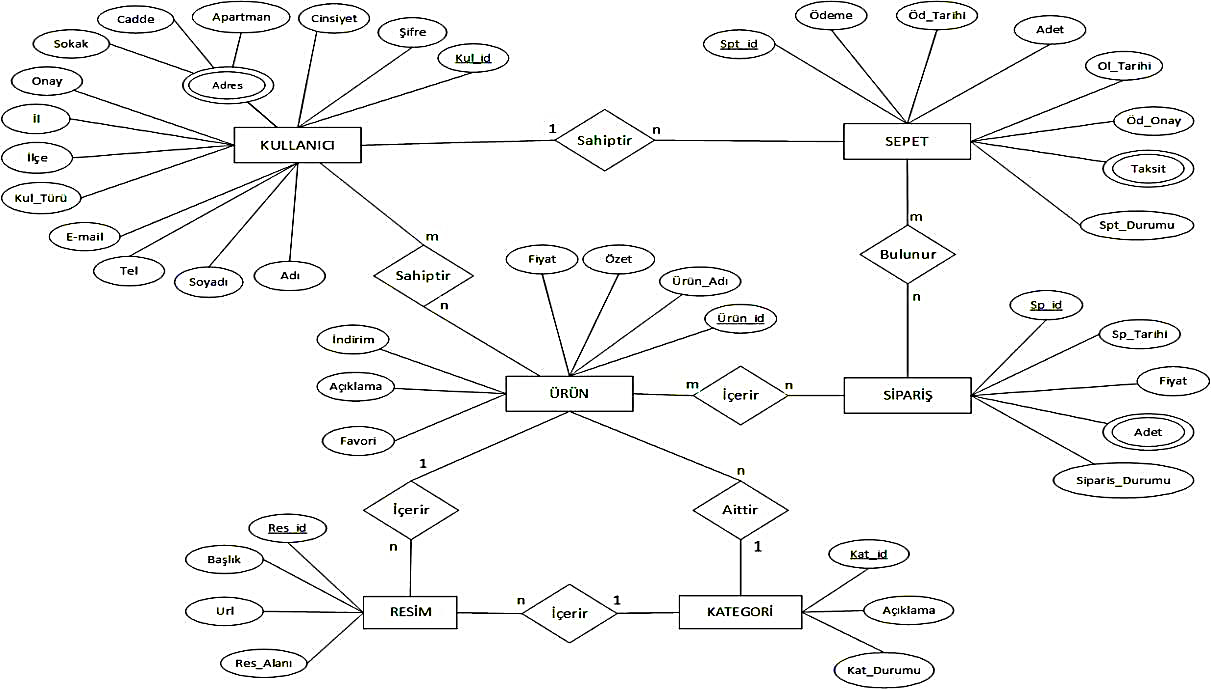 Cadde
Apartman
Cinsiyet
Şifre
Sokak
Kul_id
Adres
Onay
İl
İlçe
Kul_Türü
E-mail
Tel
Soyadı
Adı
KULLANICI
1
Sahiptir
n
Ödeme
Öd_Tarihi
Adet
Spt_id
Ol_Tarihi
Öd_Onay
Taksit
Spt_Durumu
SEPET
m
Bulunur
n
m
Sahiptir
n
Fiyat
Özet
Ürün_Adı
Ürün_id
İndirim
Açıklama
Favori
ÜRÜN
m
İçerir
n
SİPARİŞ
Sp_id
Sp_Tarihi
Fiyat
Adet
Siparis_Durumu
1
İçerir
n
n
Aittir
1
Res_id
Başlık
Url
Res_Alanı
RESİM
n
İçerir
1
KATEGORİ
Kat_id
Açıklama
Kat_Durumu